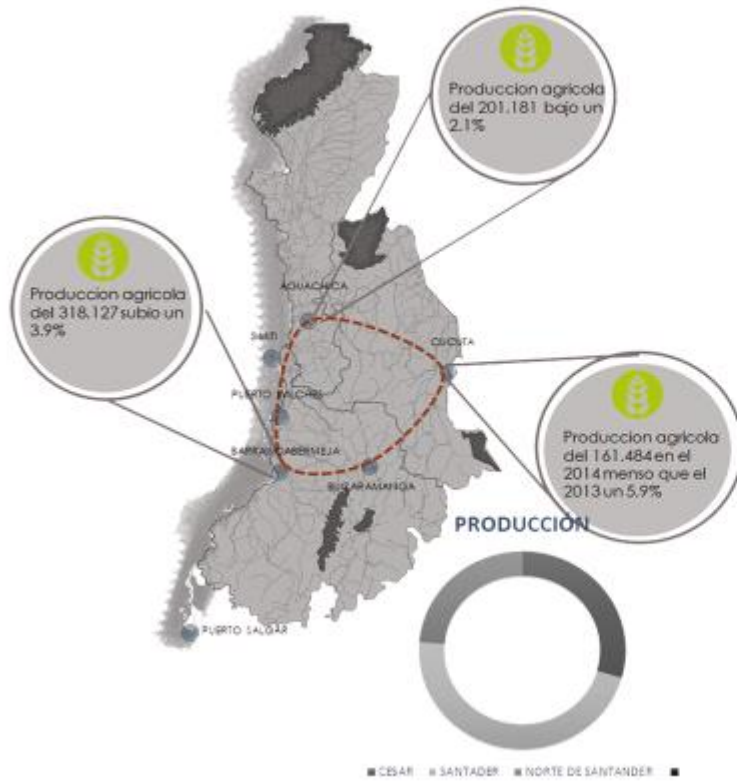 Produccion agricola
del 201.181 bajo un
2.1%
Produccion agricola
del 318.127 subio un
3.9%
AGUACHICA
CUCUTA
PUERTO
BARRANCABERMEJA
BUCARAMANGA
Produccion agricola
del 161.484 en el
2014 menso que el
2013 un 5.9%
PRODUCCIÓN
PUERTO SALGAR
CESAR
SANTADER
NORTE DE SANTANDER